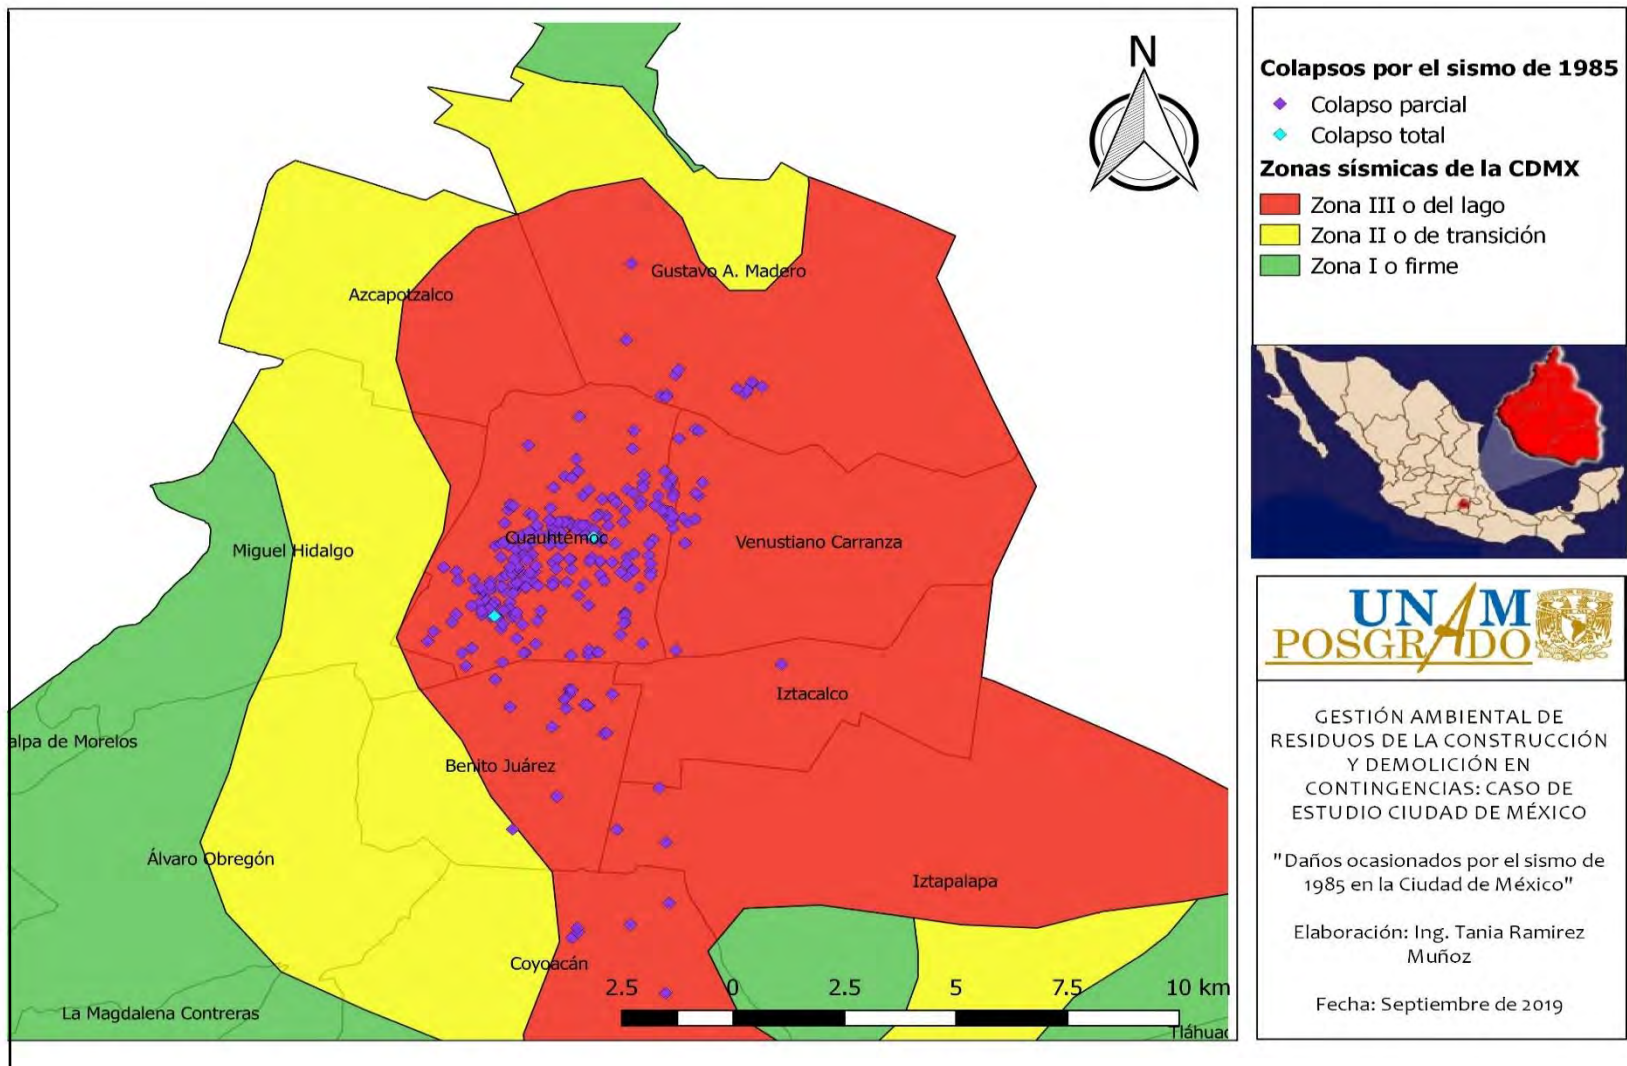 N
Gustavo A. Madero
Azcapotzalco
Cuauhtémoc
Venustiano Carranza
Miguel Hidalgo
Iztacalco
alpa de Morelos
Benito Juárez
Álvaro Obregón
Iztapalapa
Coyoacán
La Magdalena Contreras
2.5 0 2.5 5 7.5 10 km
Tláhuac
Colapsos por el sismo de 1985
Colapso parcial
Colapso total
Zonas sísmicas de la CDMX
Zona III o del lago
Zona II o de transición
Zona I o firme
UNAM
POSGRADO
GESTIÓN AMBIENTAL DE
RESIDUOS DE LA CONSTRUCCIÓN
Y DEMOLICIÓN EN
CONTINGENCIAS: CASO DE
ESTUDIO CIUDAD DE MÉXICO
"Daños ocasionados por el sismo de
1985 en la Ciudad de México"
Elaboración: Ing. Tania Ramirez
Muñoz
Fecha: Septiembre de 2019